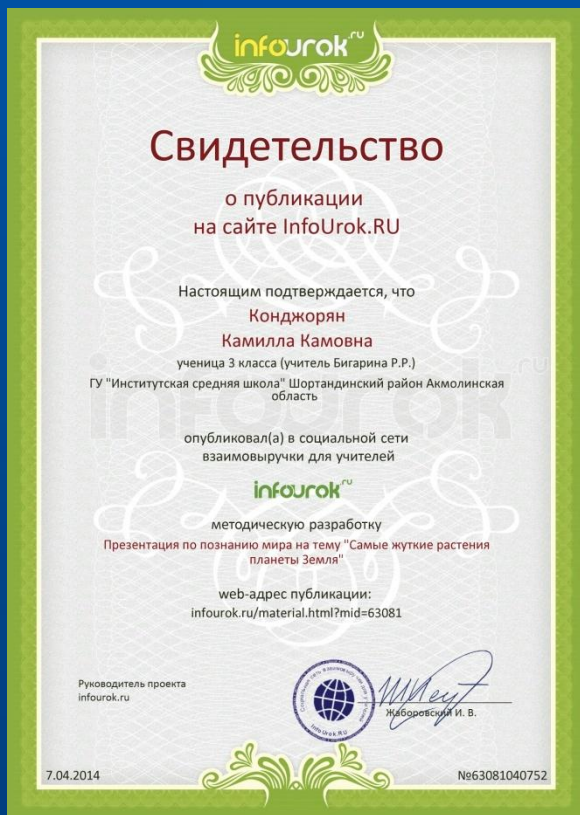 infourok.ru
Свидетельство
о публикации
на сайте InfoUrok.RU
Настоящим подтверждается, что
Конджорян
Камилла Камовна
ученица 3 класса (учитель Бигарина Р.Р.)
ГУ "Институтская средняя школа" Шортандинский район Акмолинская
область
опубликовал(а) в социальной сети
взаимовыручки для учителей
infourok.ru
методическую разработку
Презентация по познанию мира на тему "Самые жуткие растения
планеты Земля"
web-адрес публикации:
infourok.ru/material.html?mid=63081
Руководитель проекта
infourok.ru
InfoUrok.RU
Жаборовский И. В.
7.04.2014
№63081040752